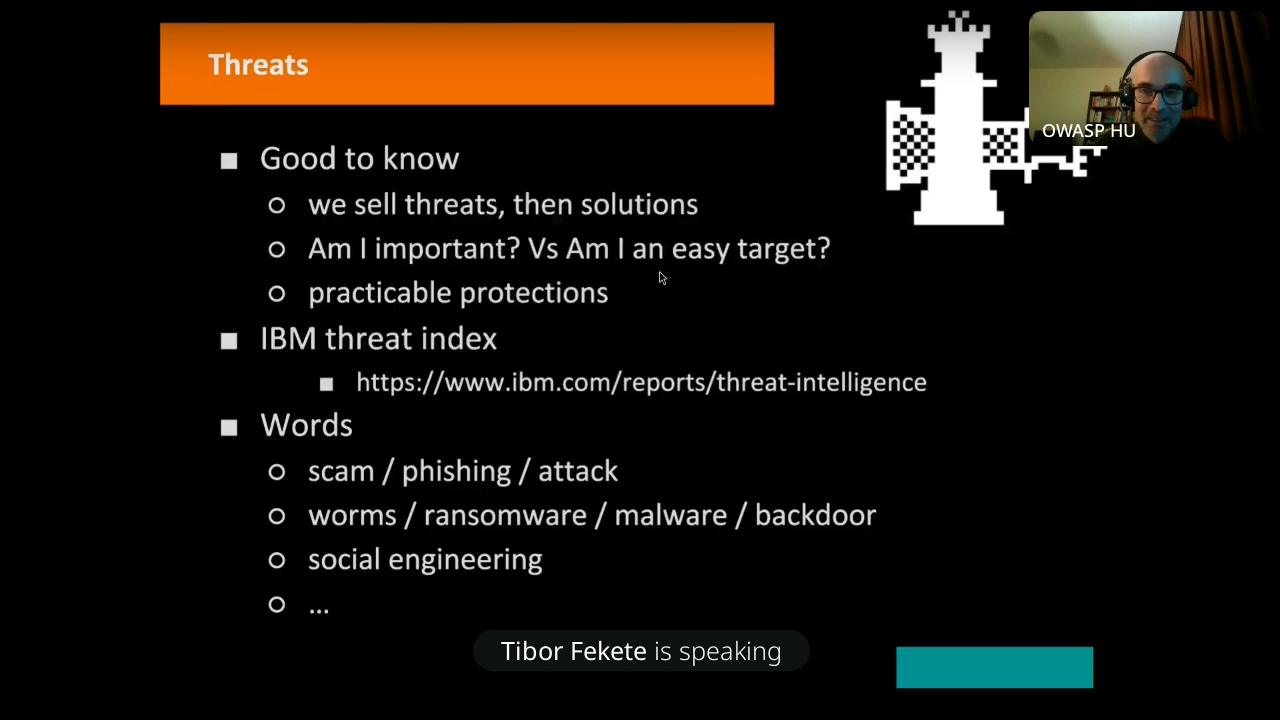 Threats
OWASP HU
Good to know
we sell threats, then solutions
Am I important? Vs Am I an easy target?
practicable protections
IBM threat index
https://www.ibm.com/reports/threat-intelligence
Words
scam / phishing / attack
worms / ransomware / malware / backdoor
social engineering
...
Tibor Fekete is speaking